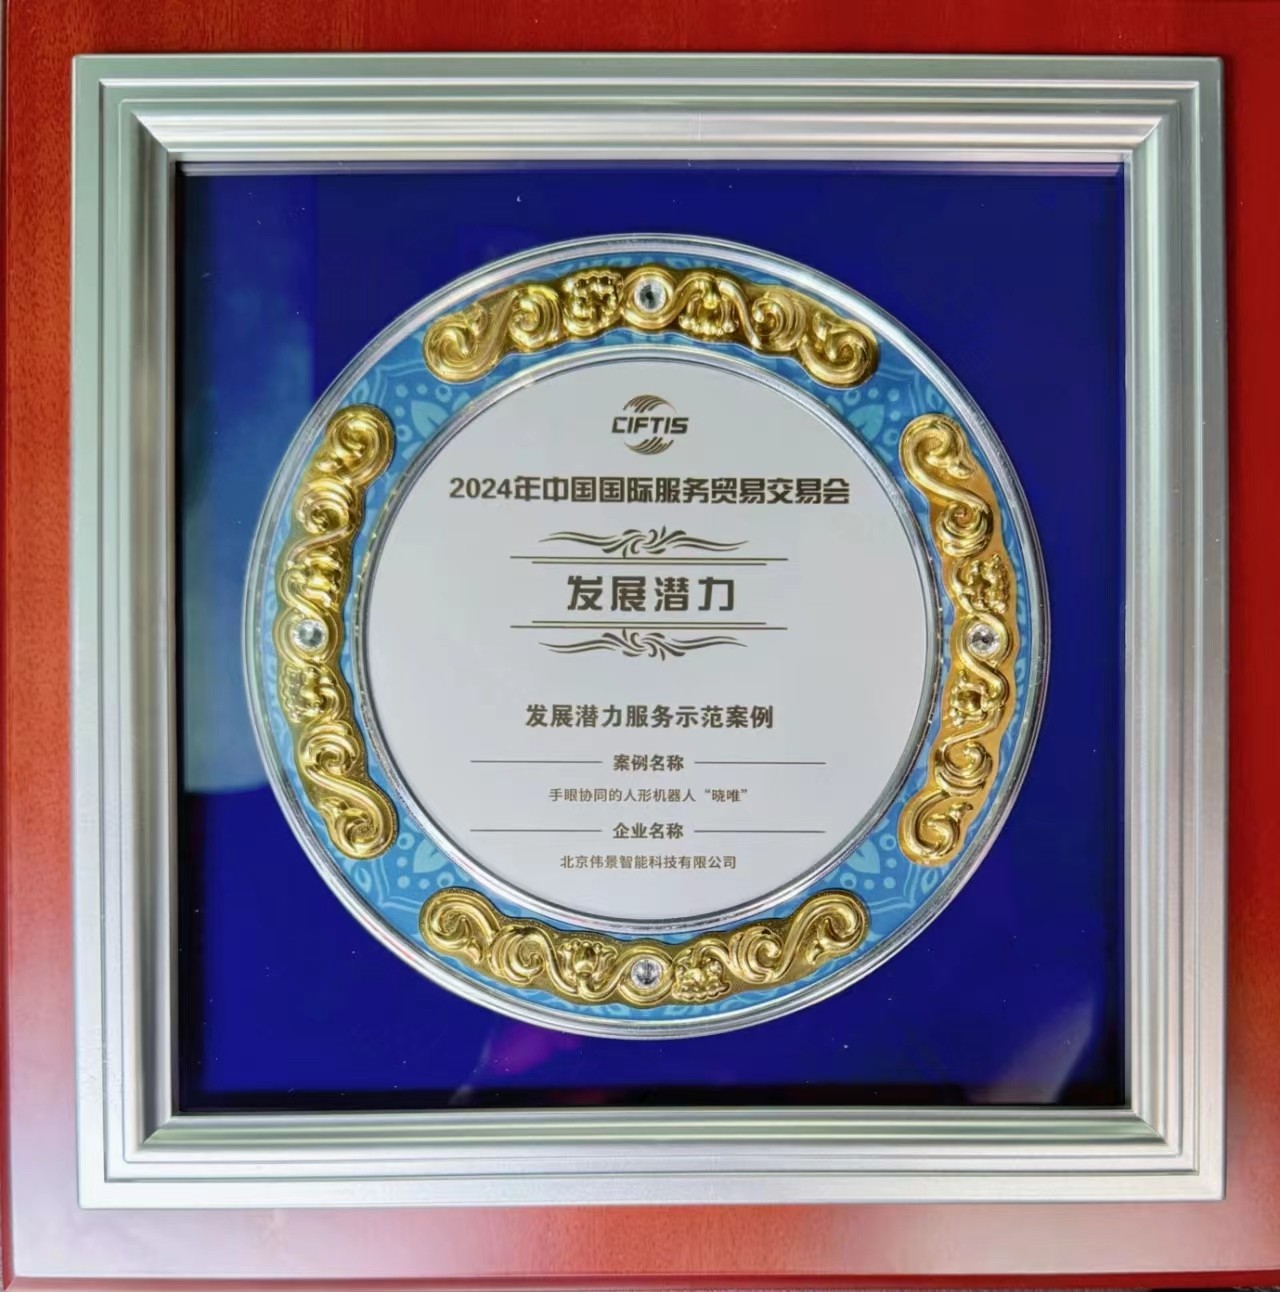 CIFTIS
2024年中国国际服务贸易交易会
发展潜力
发展潜力服务示范案例
案例名称
手眼协同的人形机器人“晓唯”
企业名称
北京伟景智能科技有限公司